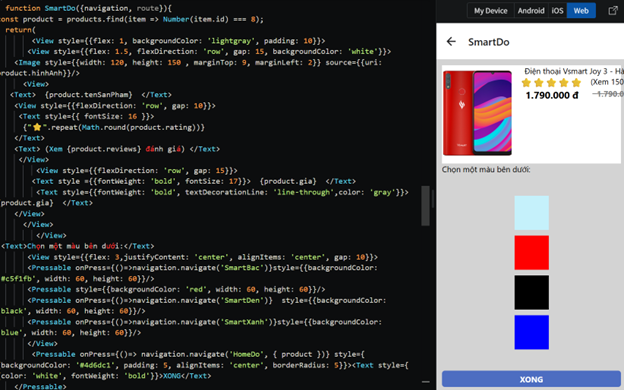 function SmartDo({navigation, route}){
const product = products.find(item => Number(item.id) === 8);
return(
<View style={{flex: 1, backgroundColor: 'lightgray', padding: 10}}>
<View style={{flex: 1.5, flexDirection: 'row', gap: 15, backgroundColor: 'white'}}>
<Image style={{width: 120, height: 150 , marginTop: 9, marginLeft: 2}} source={{uri:
product.hinhAnh}}/>
<View>
<Text>  {product.tenSanPham}  </Text>
<View style={{flexDirection: 'row', gap: 10}}>
<Text style={{ fontSize: 16 }}>
{"⭐".repeat(Math.round(product.rating))}
</Text>
<Text> (Xem {product.reviews} đánh giá) </Text>
</View>
<View style={{flexDirection: 'row', gap: 15}}>
<Text style ={{fontWeight: 'bold', fontSize: 17}}>  {product.gia}  </Text>
<Text style={{fontWeight: 'bold', textDecorationLine: 'line-through',color: 'gray'}}>
product.gia}  </Text>
</View>
</View>
</View>
<Text>Chọn một màu bên dưới:</Text>
<View style={{flex: 3,justifyContent: 'center', alignItems: 'center', gap: 10}}>
<Pressable onPress={()=>navigation.navigate('SmartBac')}style={{backgroundColor:
'#c5f1fb', width: 60, height: 60}}/>
<Pressable style={{backgroundColor: 'red', width: 60, height: 60}}/>
<Pressable onPress={()=>navigation.navigate('SmartDen')}  style={{backgroundColor:
'black', width: 60, height: 60}}/>
<Pressable onPress={()=>navigation.navigate('SmartXanh')}style={{backgroundColor:
'blue', width: 60, height: 60}}/>
</View>
<Pressable onPress={()=> navigation.navigate('HomeDo', { product })} style={
{backgroundColor: '#4d6dc1', padding: 5, alignItems: 'center', borderRadius: 5}}><Text style={
{ color: 'white', fontWeight: 'bold'}}>XONG</Text>
</Pressable>
My Device Android iOS Web
SmartDo
Điện thoại Vsmart Joy 3 - Hà
(Xem 150
1.790.000 đ 1.790.0
Chọn một màu bên dưới:
XONG